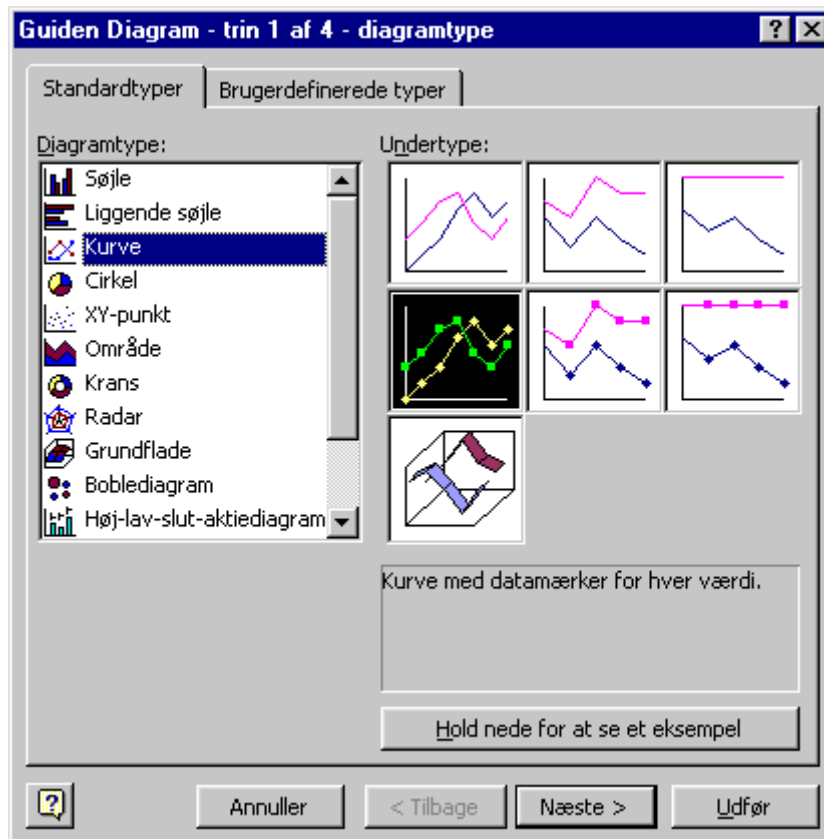 Guiden Diagram - trin 1 af 4 - diagramtype
Standardtyper
Brugerdefinerede typer
Diagramtype:
Søjle
Liggende søjle
Kurve
Cirkel
XY-punkt
Område
Krans
Radar
Grundflade
Boblediagram
Høj-lav-slut-aktiediagram
Undertype:
Kurve med datamærker for hver værdi.
Hold nede for at se et eksempel
Annuller
< Tilbage
Næste >
Udfør